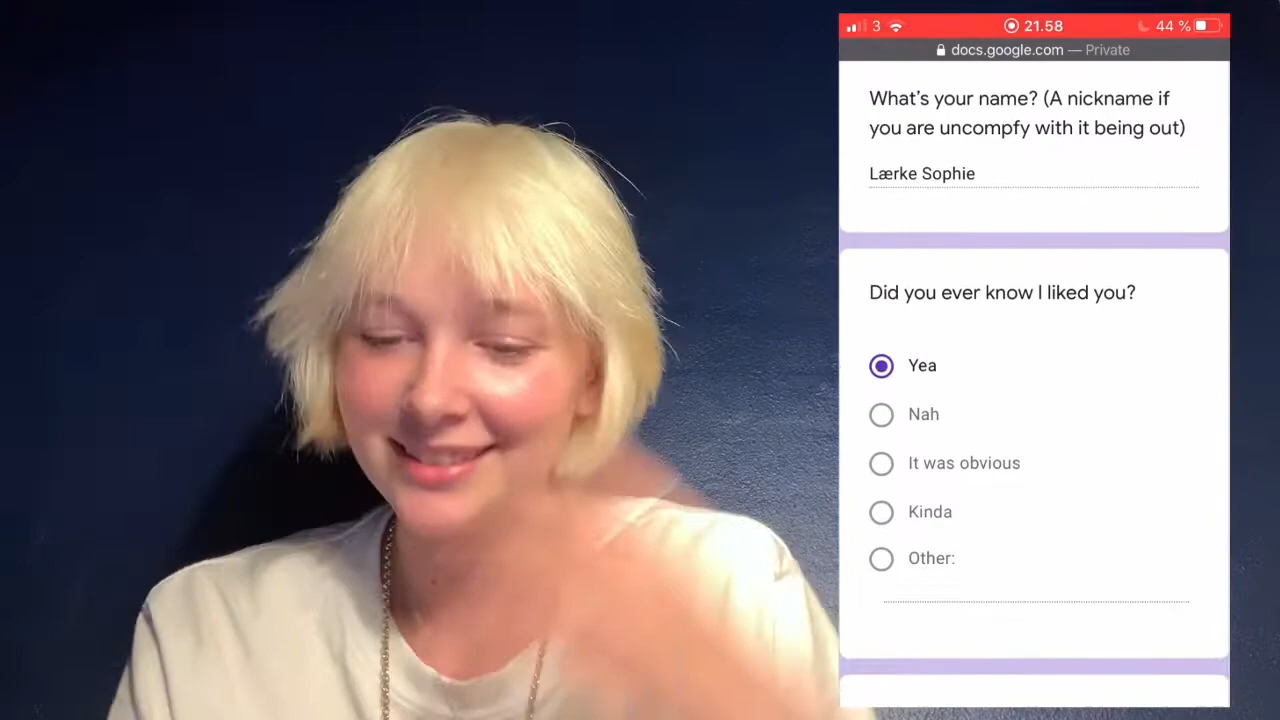 3
21.58
44 %
docs.google.com — Private
What's your name? (A nickname if
you are uncompfy with it being out)
Lærke Sophie
Did you ever know I liked you?
Yea
Nah
It was obvious
Kinda
Other: